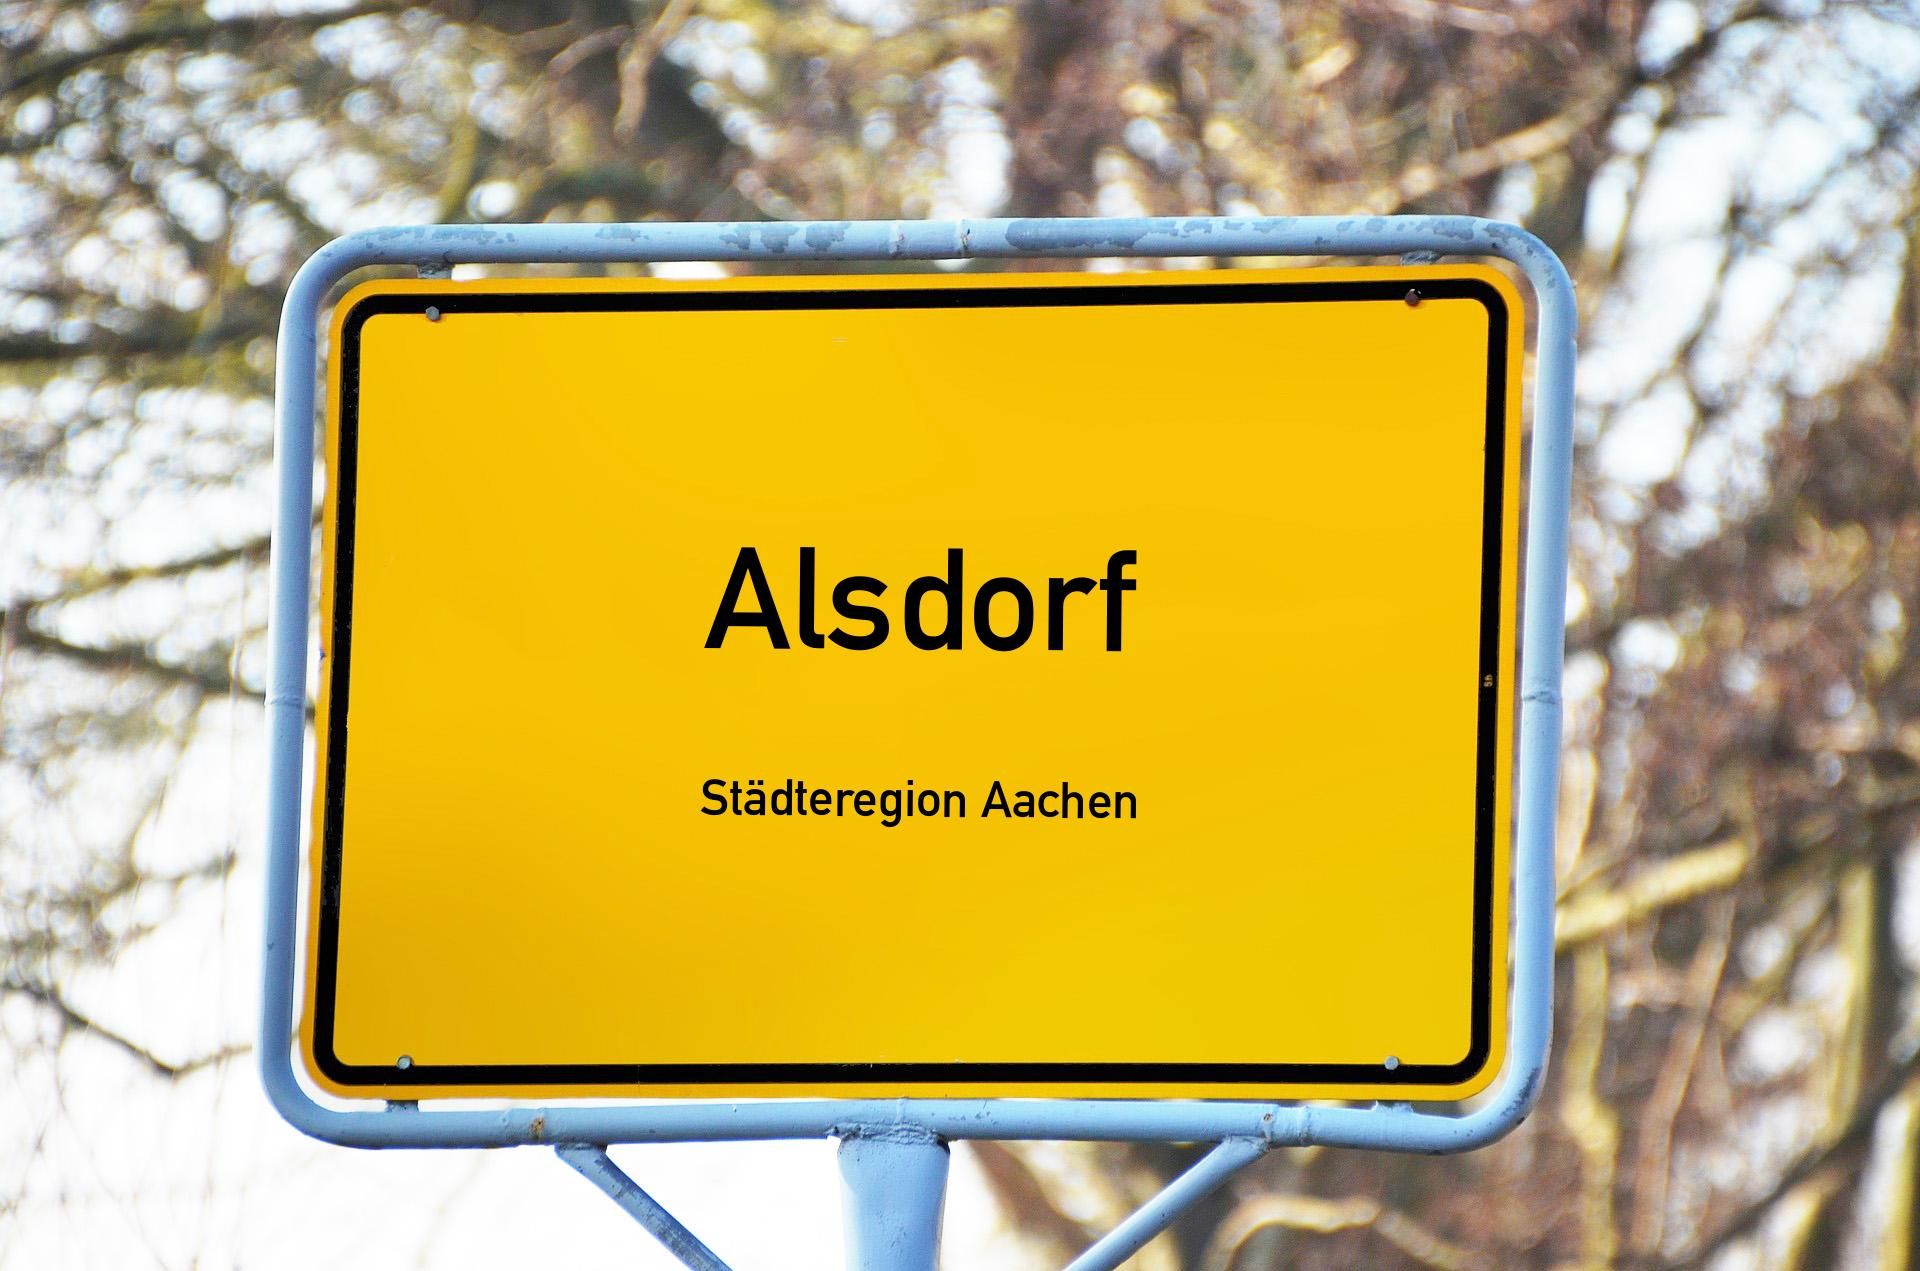 Alsdorf
Städteregion Aachen